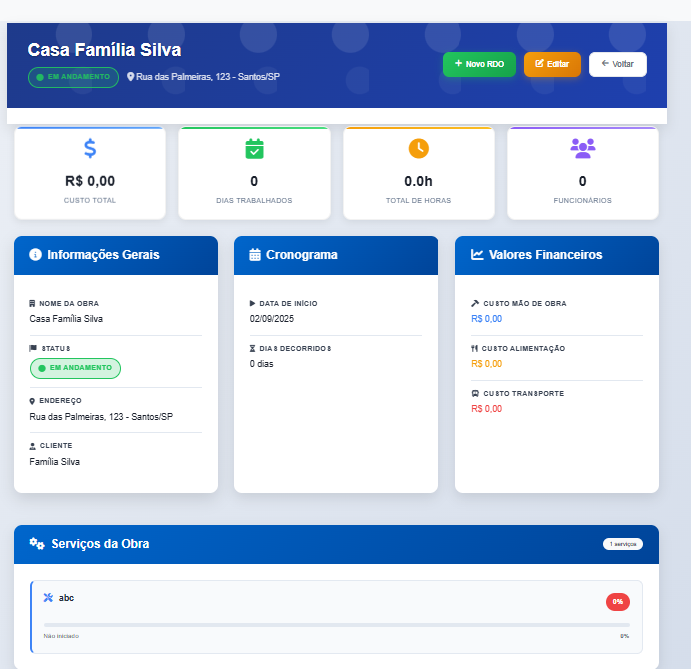 Casa Família Silva
EM ANDAMENTO Rua das Palmeiras, 123 - Santos/SP
+ Novo RDO Editar ← Voltar
R$ 0,00
CUSTO TOTAL
0
DIAS TRABALHADOS
0.0h
TOTAL DE HORAS
0
FUNCIONÁRIOS
Informações Gerais
NOME DA OBRA
Casa Família Silva
STATUS
EM ANDAMENTO
ENDEREÇO
Rua das Palmeiras, 123 - Santos/SP
CLIENTE
Família Silva
Cronograma
DATA DE INÍCIO
02/09/2025
DIAS DECORRIDOS
0 dias
Valores Financeiros
CUSTO MÃO DE OBRA
R$ 0,00
CUSTO ALIMENTAÇÃO
R$ 0,00
CUSTO TRANSPORTE
R$ 0,00
Serviços da Obra
1 serviços
abc
0%
Não iniciado
0%